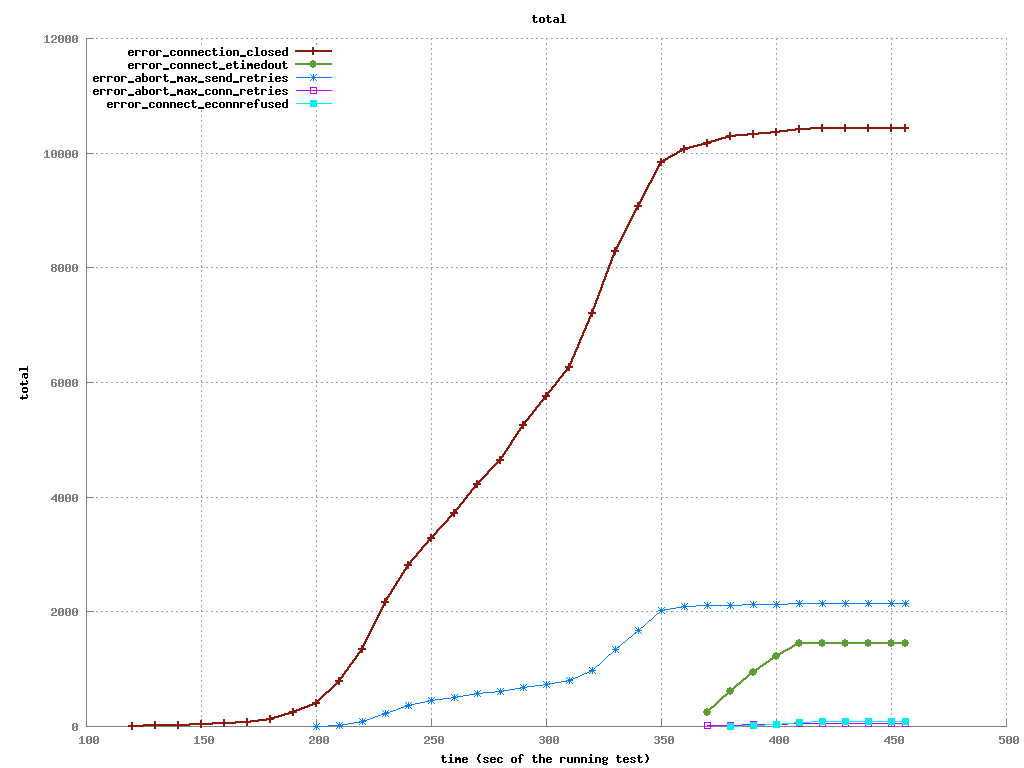 total
12000
10000
8000
6000
4000
2000
0
error_connection_closed
error_connect_etimedout
error_abort_max_send_retries
error_abort_max_conn_retries
error_connect_econnrefused
total
100 150 200 250 300 350 400 450 500
time (sec of the running test)